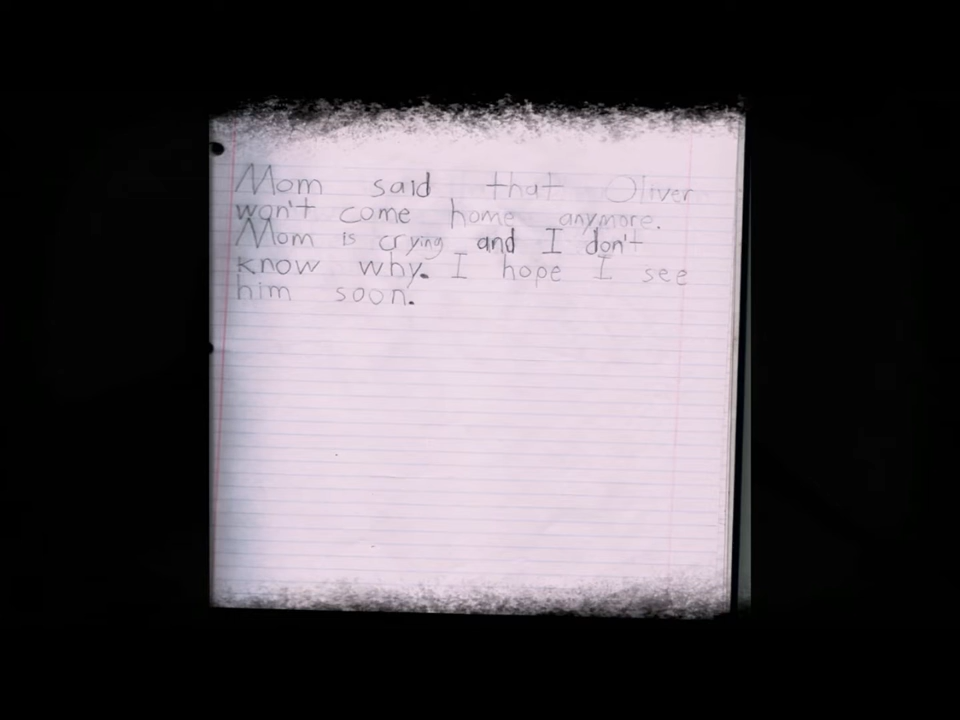 Mom said that Oliver
won't come home anymore.
Mom is crying and I don't
know why. I hope I see
him soon.